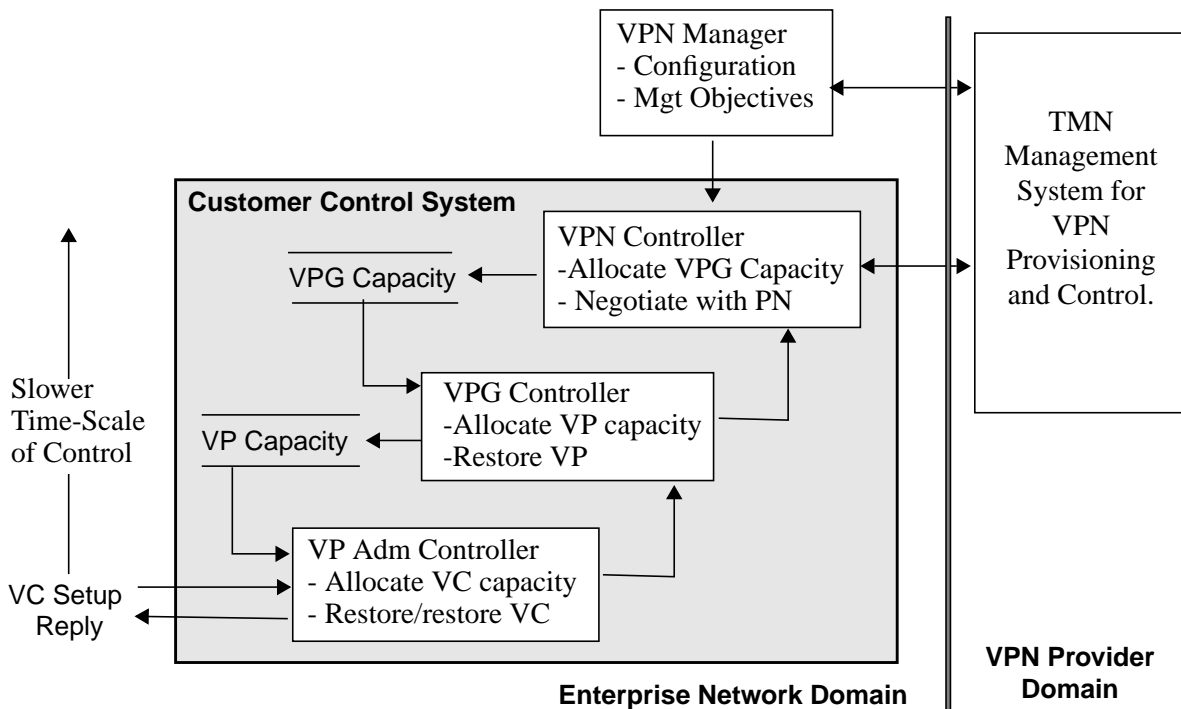 VPN Manager
- Configuration
- Mgt Objectives
TMN
Management
System for
VPN
Provisioning
and Control.
Customer Control System
VPN Controller
-Allocate VPG Capacity
- Negotiate with PN
VPG Capacity
VPG Controller
-Allocate VP capacity
-Restore VP
VP Capacity
Slower
Time-Scale
of Control
VP Adm Controller
- Allocate VC capacity
- Restore/restore VC
VC Setup
Reply
Enterprise Network Domain
VPN Provider
Domain